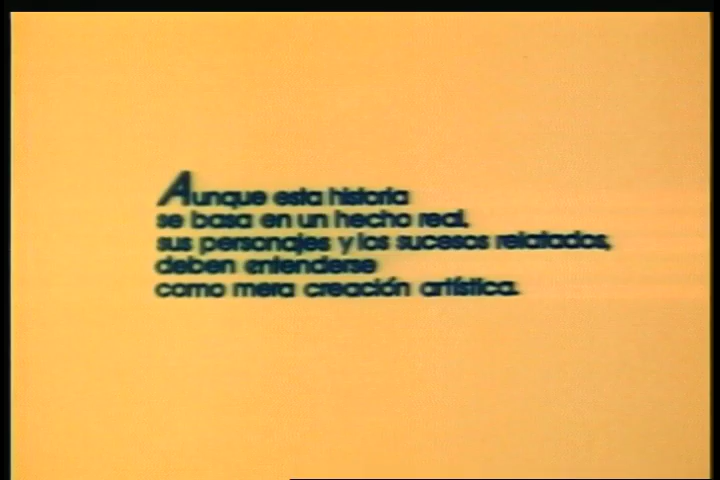 Aunque esta historia
se basa en un hecho real,
sus personajes y los sucesos relatados,
deben entenderse
como mera creación artística.